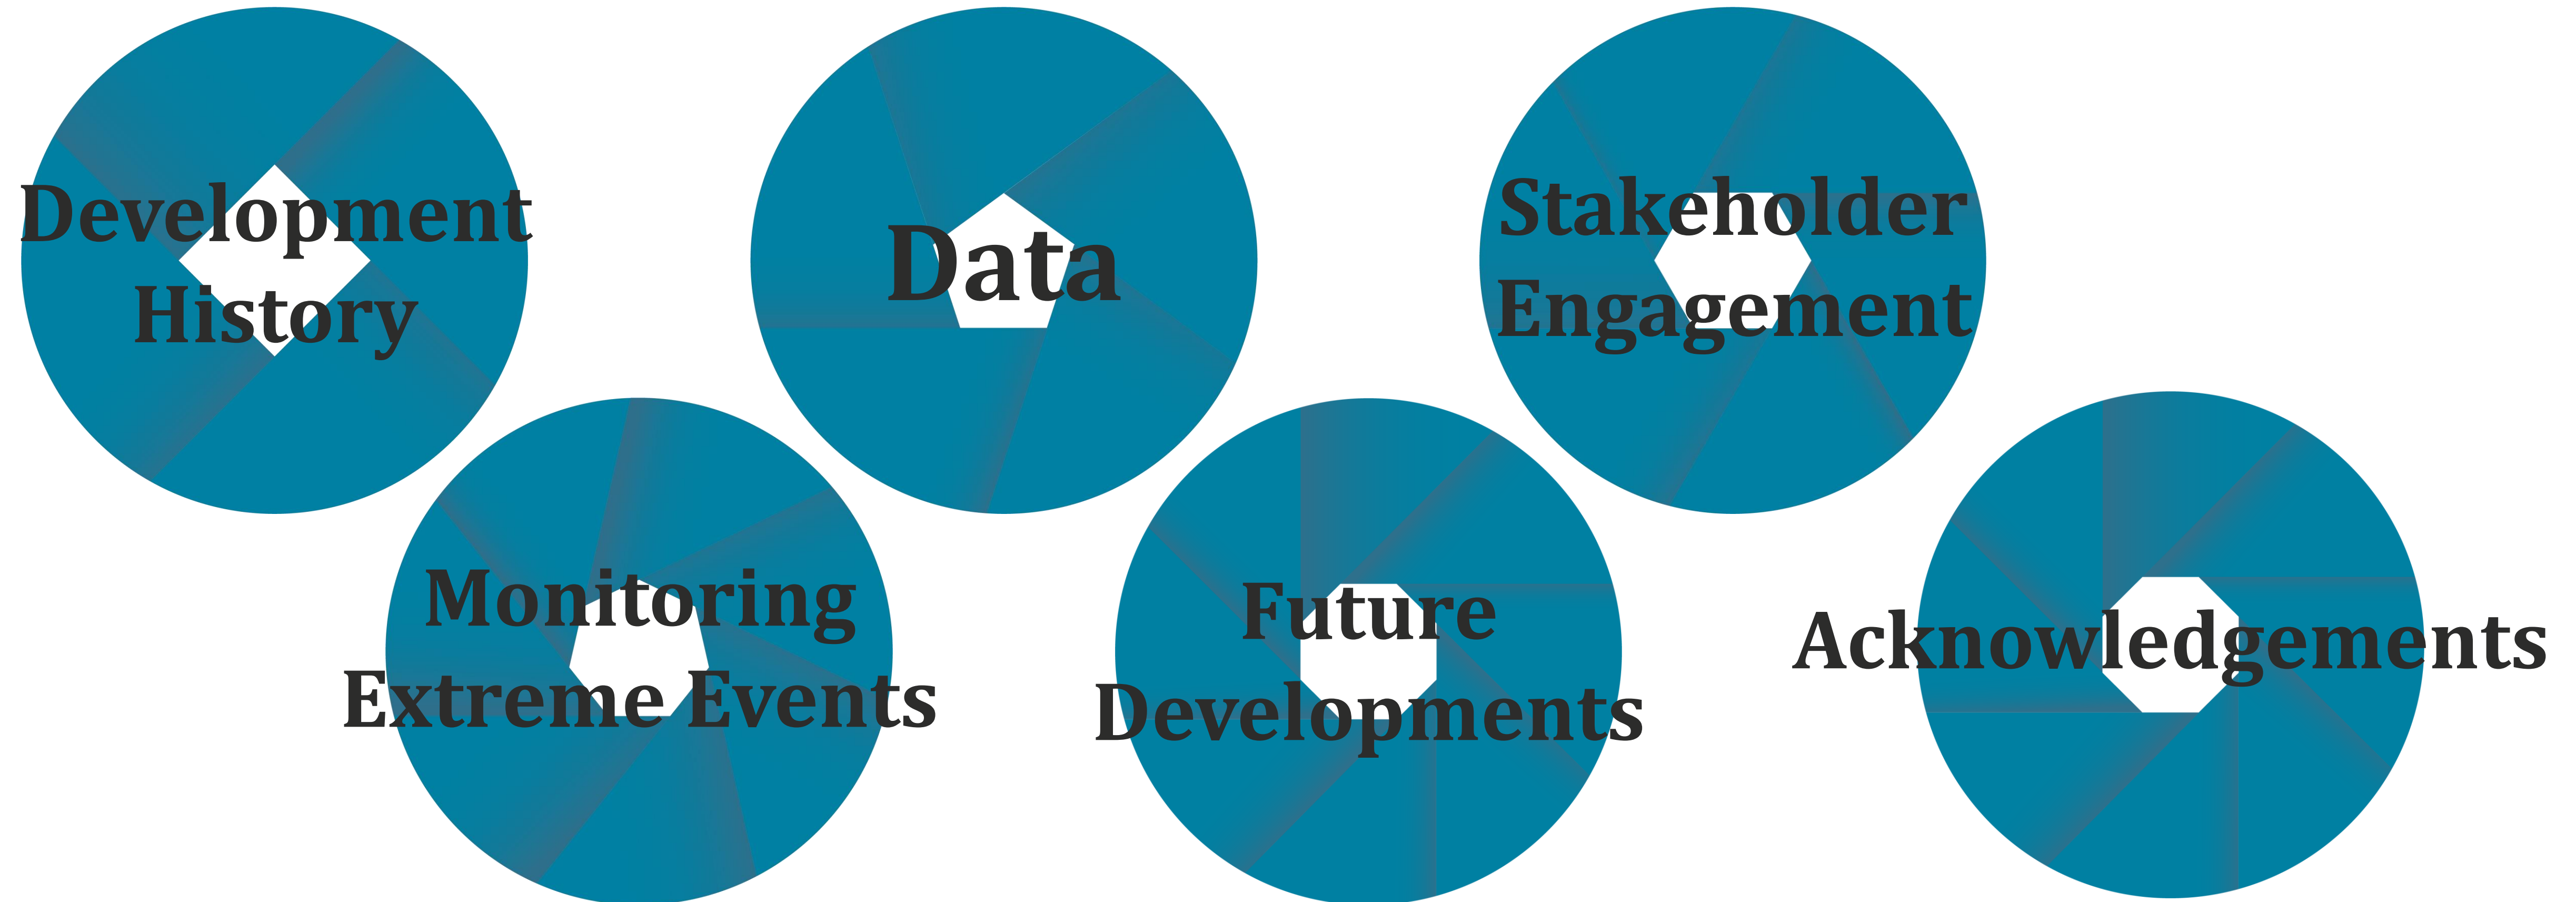 Development
History
Data
Stakeholder
Engagement
Monitoring
Extreme Events
Future
Developments
Acknowledgements